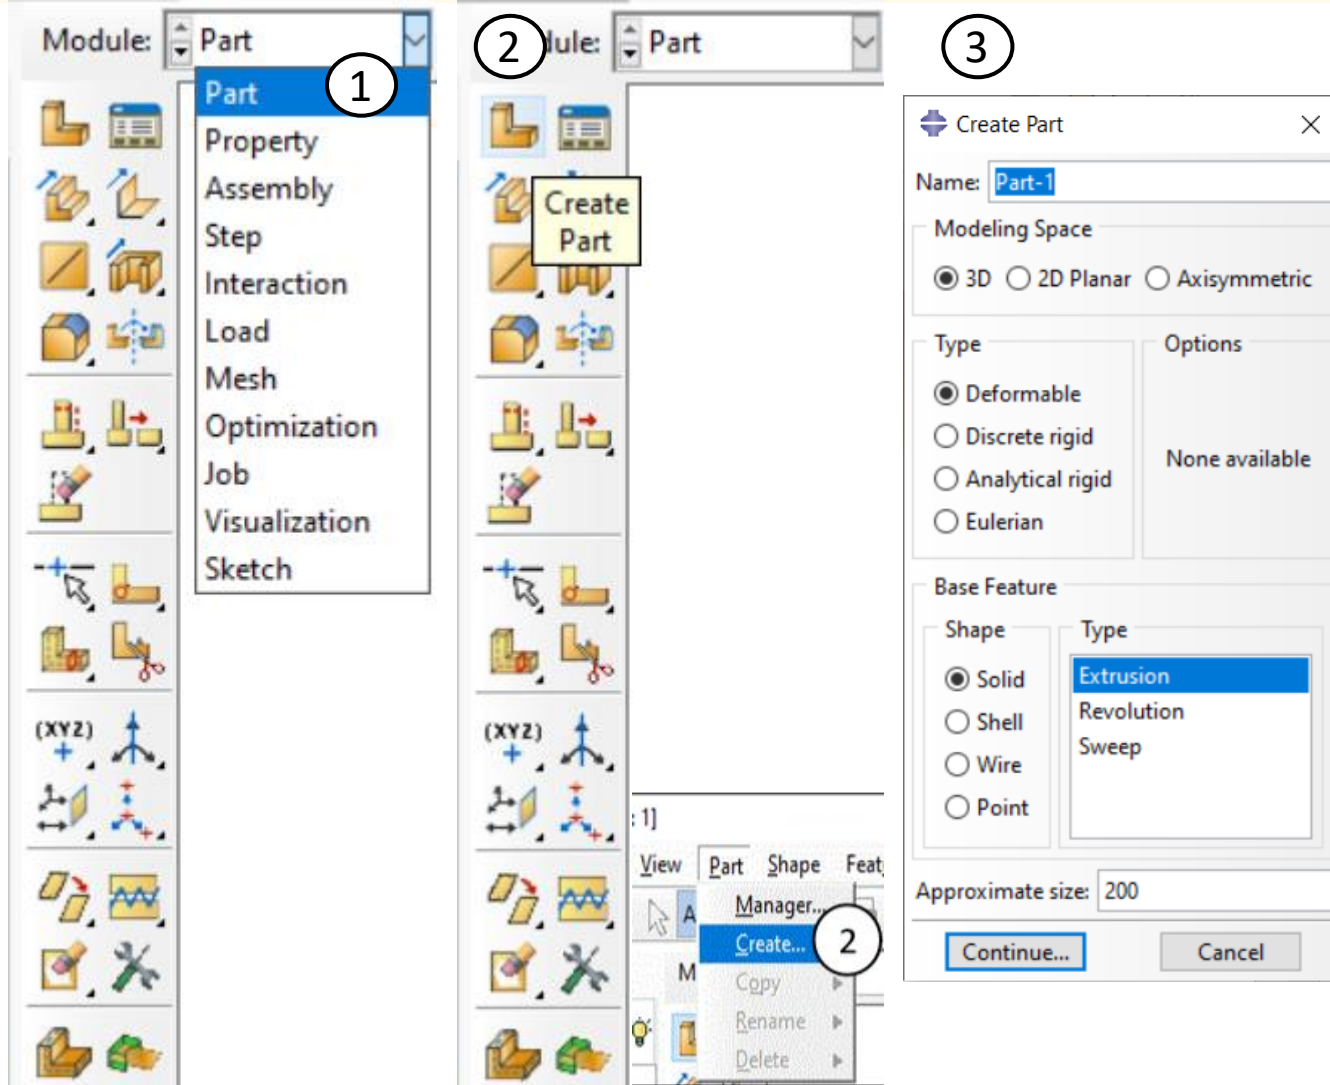 Module: Part
1
Part
Property
Assembly
Step
Interaction
Load
Mesh
Optimization
Job
Visualization
Sketch
(XYZ)
2
dule: Part
Create
Part
(XYZ)
: 1]
View Part Shape Feat
A
Manager...
Create...
2
M
Copy
Rename
Delete
3
Create Part
Name: Part-1
Modeling Space
3D 2D Planar Axisymmetric
Type
Options
Deformable
Discrete rigid
Analytical rigid
Eulerian
None available
Base Feature
Shape
Type
Solid
Shell
Wire
Point
Extrusion
Revolution
Sweep
Approximate size: 200
Continue... Cancel